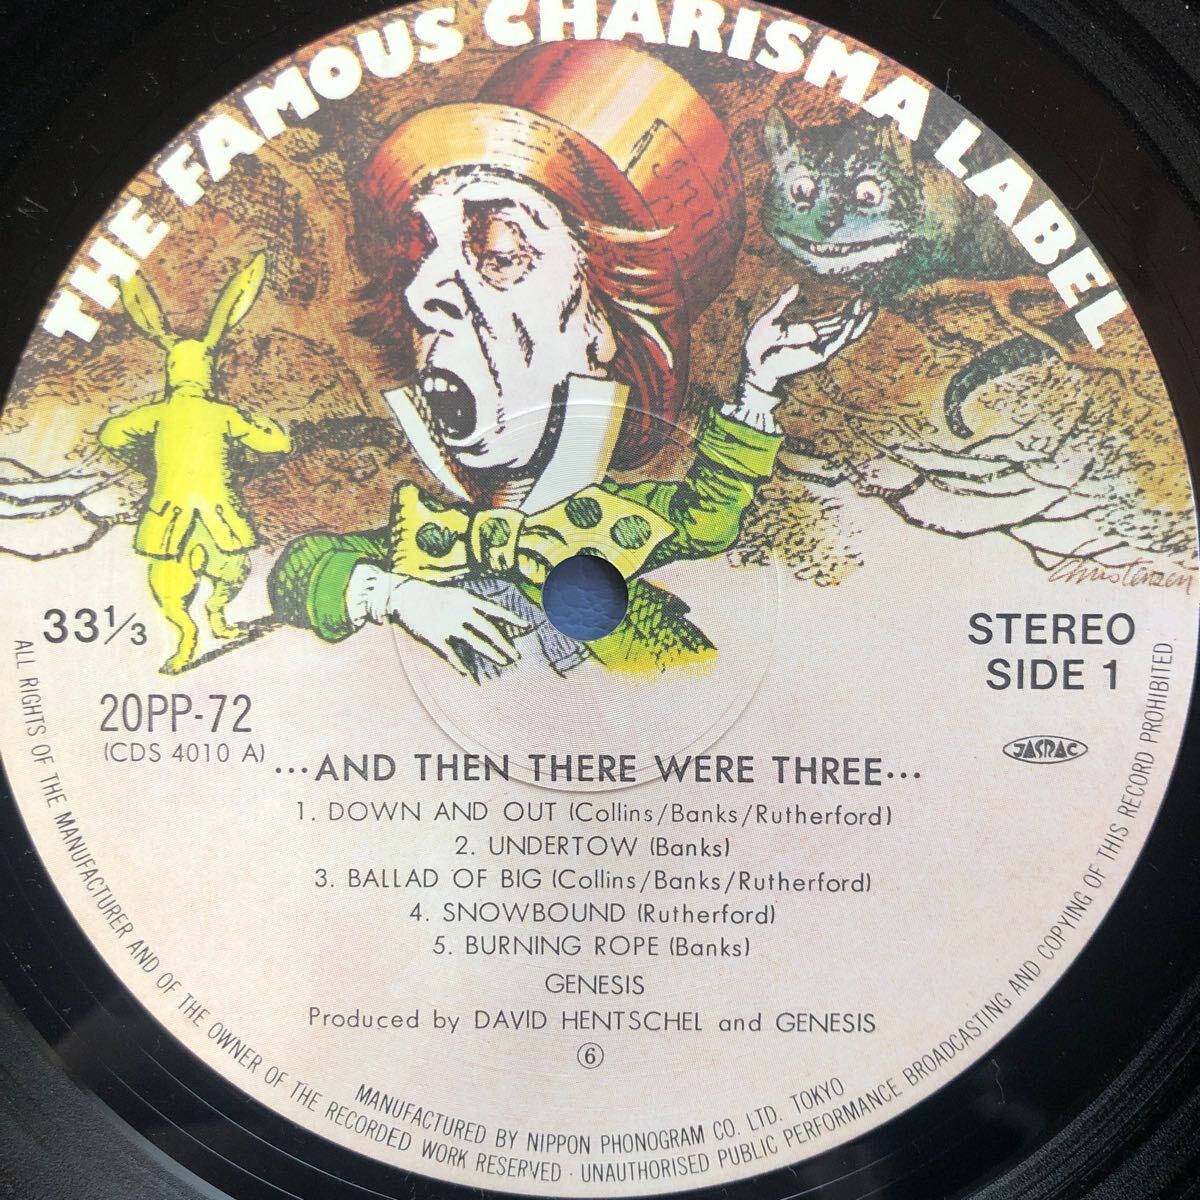 THE FAMOUS CHARISMA LABEL
33⅓
STEREO
SIDE 1
20PP-72
(CDS 4010 A)
JASRAC
...AND THEN THERE WERE THREE...
1. DOWN AND OUT (Collins/Banks/Rutherford)
2. UNDERTOW (Banks)
3. BALLAD OF BIG (Collins/Banks/Rutherford)
4. SNOWBOUND (Rutherford)
5. BURNING ROPE (Banks)
GENESIS
Produced by DAVID HENTSCHEL and GENESIS
⑥
MANUFACTURED BY NIPPON PHONOGRAM CO. LTD. TOKYO
ALL RIGHTS OF THE MANUFACTURER AND OF THE OWNER OF THE RECORDED WORK RESERVED · UNAUTHORISED PUBLIC PERFORMANCE BROADCASTING AND COPYING OF THIS RECORD PROHIBITED